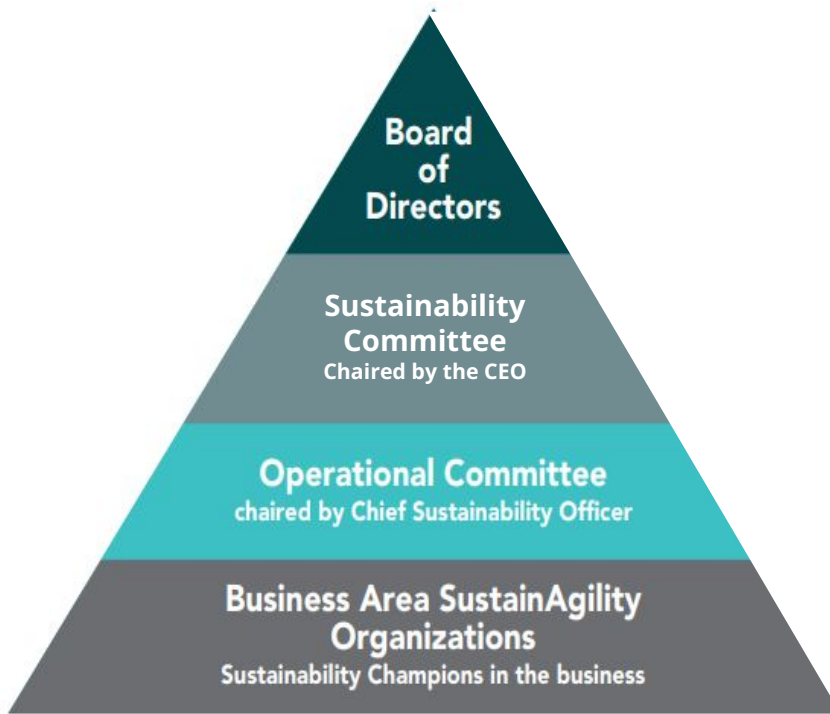 Board
of
Directors
Sustainability
Committee
Chaired by the CEO
Operational Committee
chaired by Chief Sustainability Officer
Business Area SustainAgility
Organizations
Sustainability Champions in the business